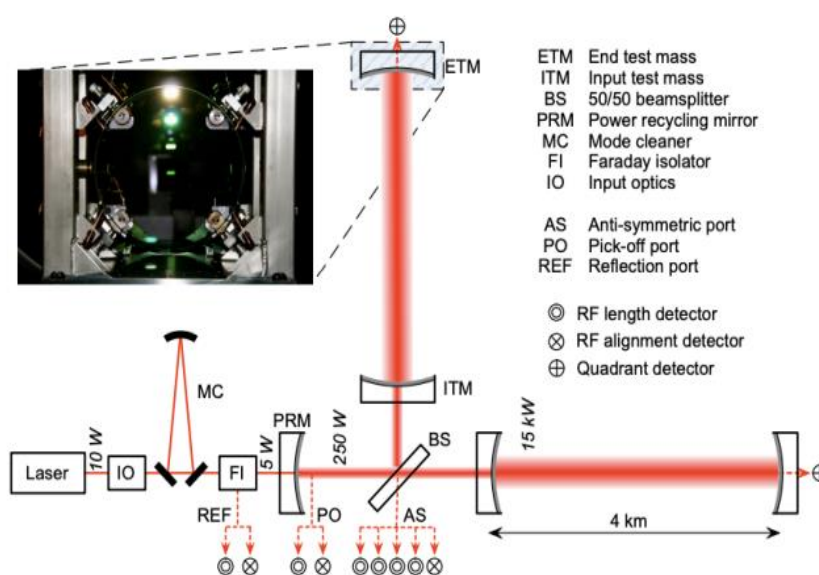 ETM
ETM End test mass
ITM Input test mass
BS 50/50 beamsplitter
PRM Power recycling mirror
MC Mode cleaner
FI Faraday isolator
IO Input optics
AS Anti-symmetric port
PO Pick-off port
REF Reflection port
RF length detector
RF alignment detector
Quadrant detector
MC
ITM
PRM
BS
10 W
5 W
250 W
15 kW
Laser
IO
FI
REF
PO
AS
4 km